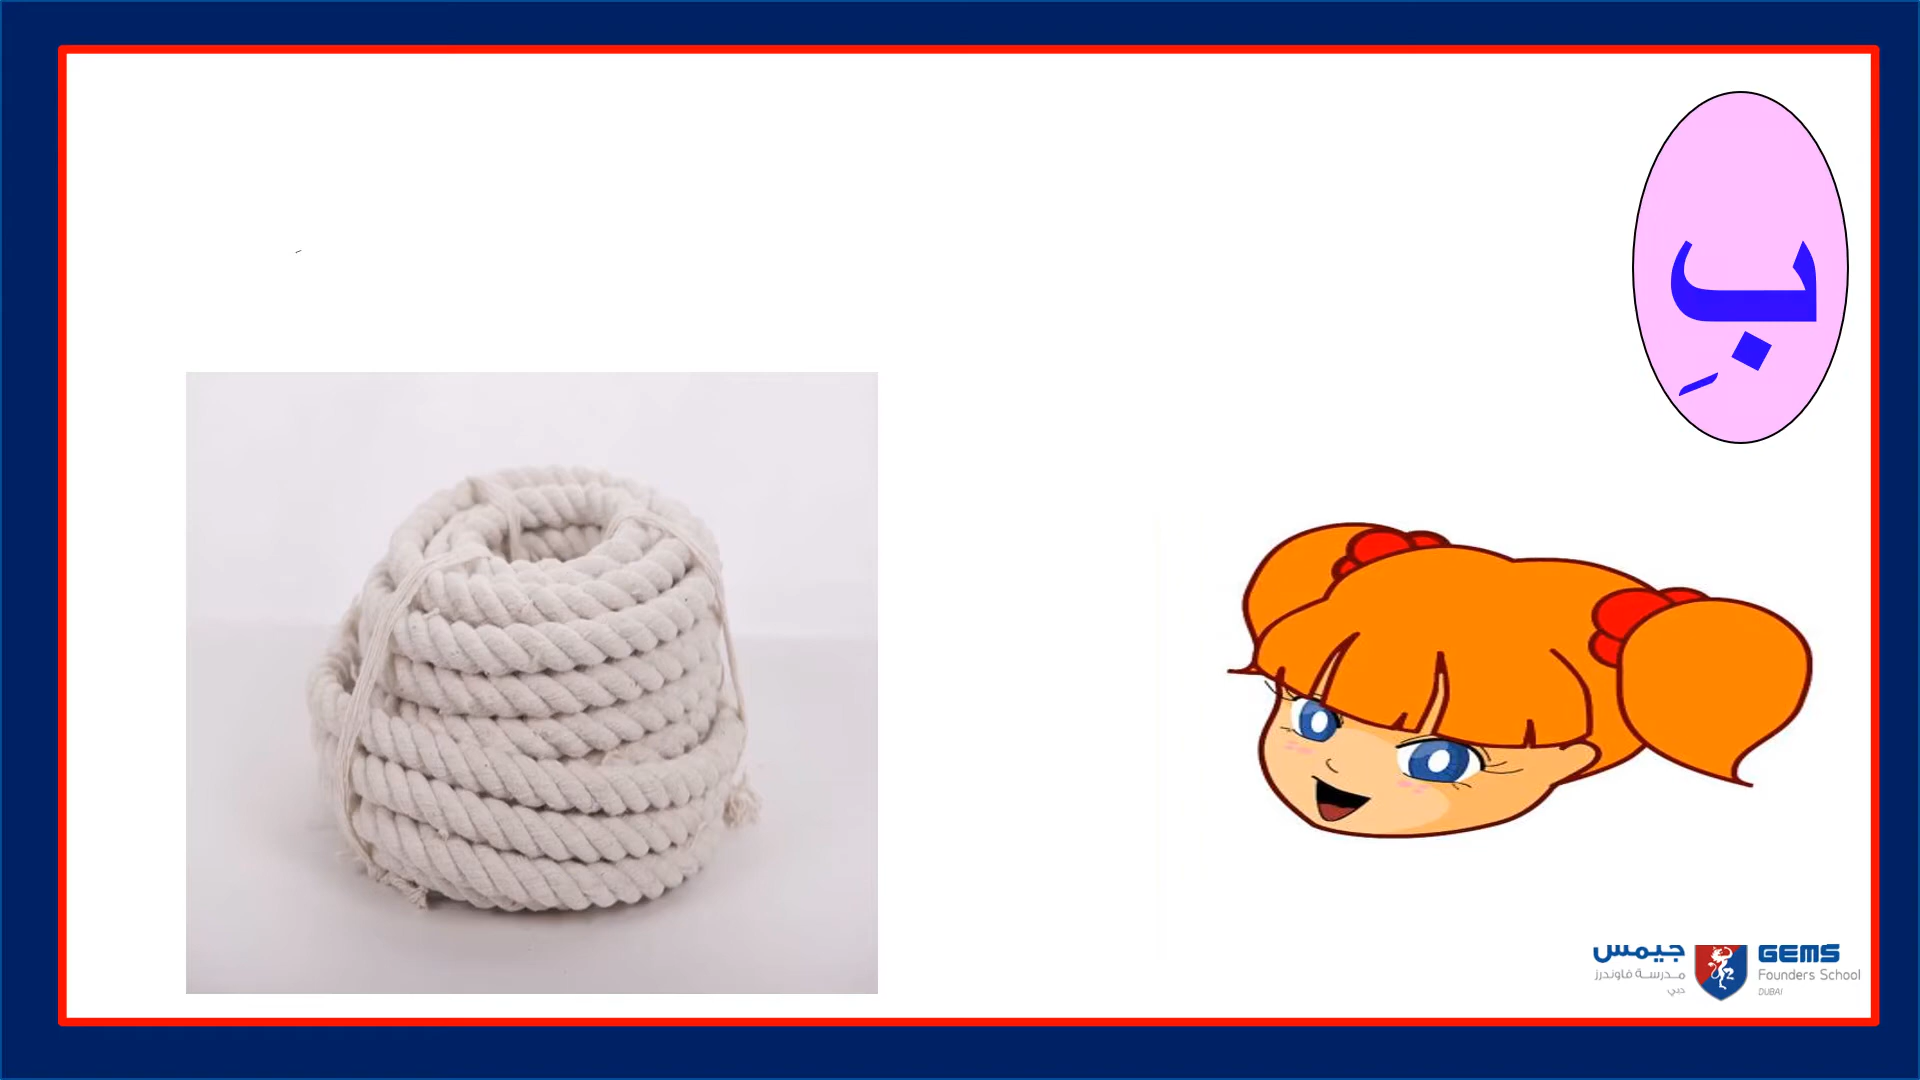 بِ
جيمس
مدرسة فاوندرز
دبي
GEMS
Founders School
DUBAI